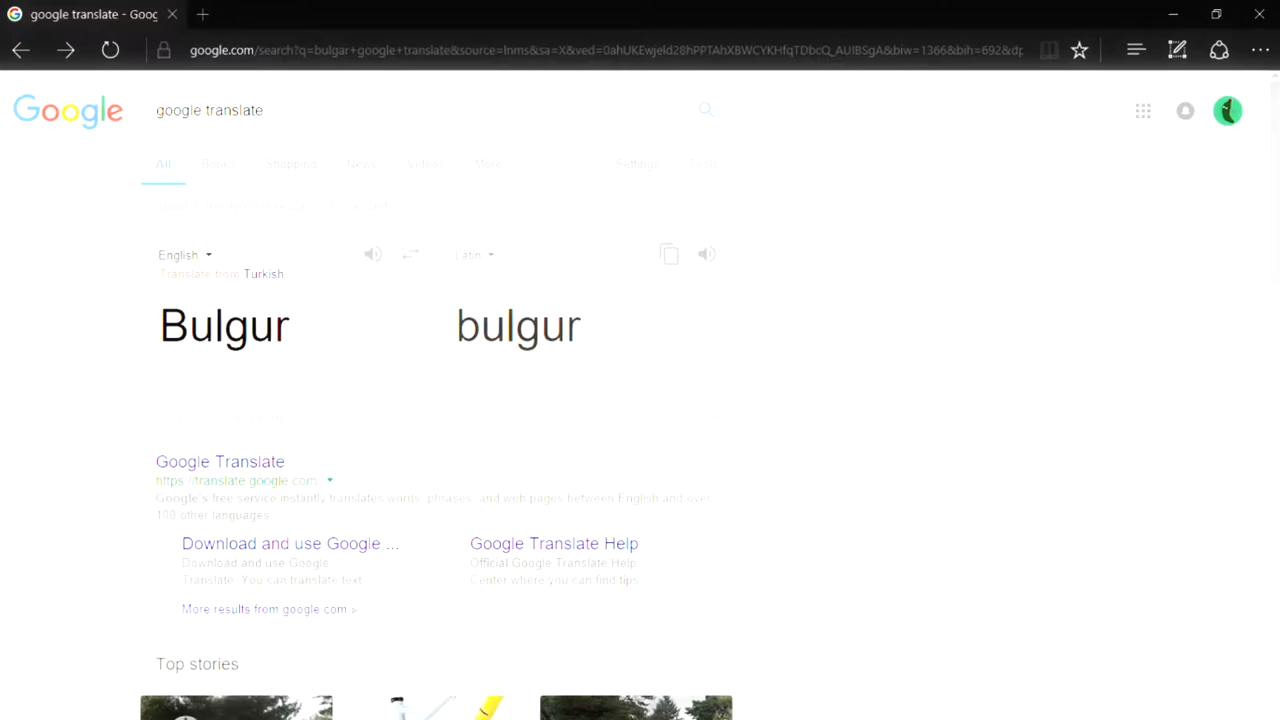 google translate - Goog
google.com/search?q=bulgar+google+translate&source=lnms&sa=X&ved=0ahUKEwjeld28hPPTAhXBWCYKHfqTDbcQ_AUIBSgA&biw=1366&bih=692&dp
Google
google translate
All Books Shopping News Videos More Settings Tools
English Latin
Translate from Turkish
Bulgur bulgur
Google Translate
https://translate.google.com
Google's free service instantly translates words, phrases, and web pages between English and over
100 other languages
Download and use Google ... Google Translate Help
Download and use Google Official Google Translate Help
Translate. You can translate text Center where you can find tips
More results from google.com »
Top stories